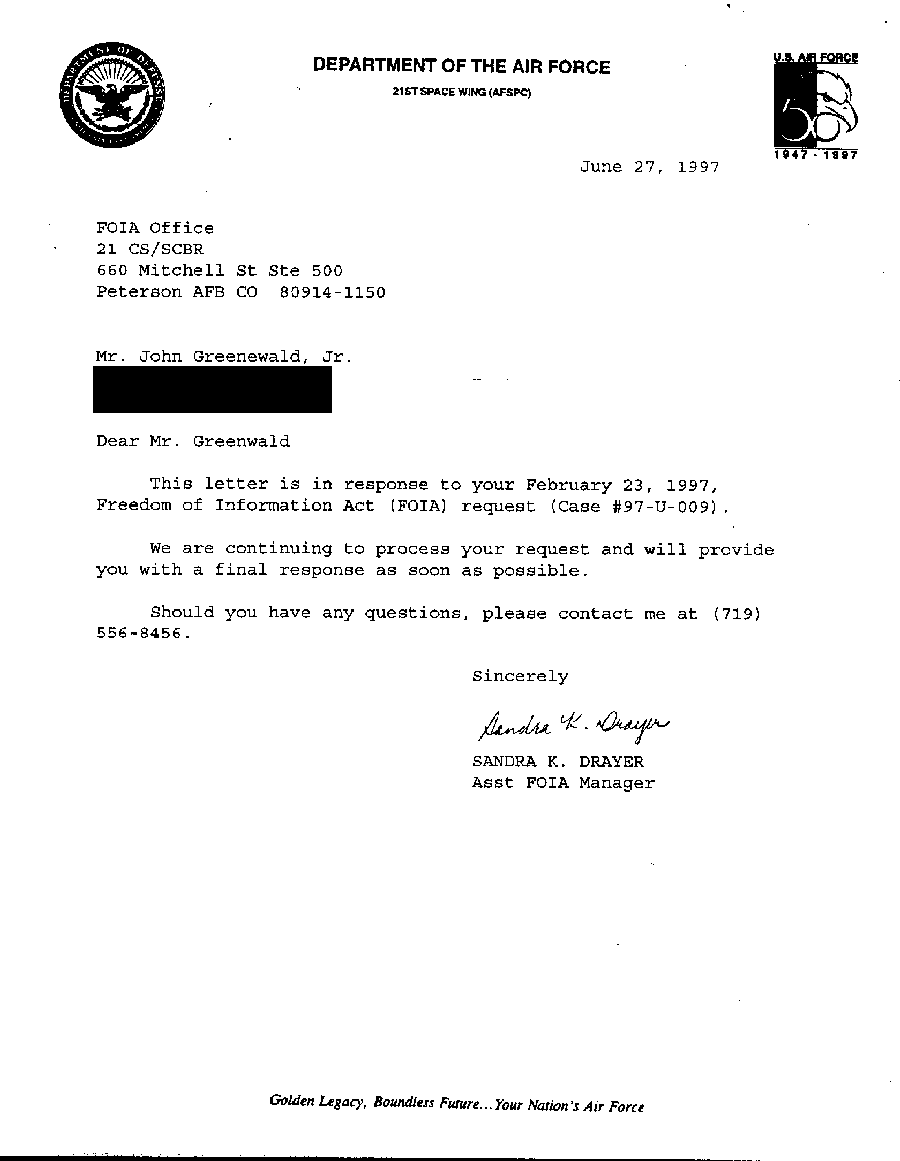 DEPARTMENT OF DEFENSE
DEPARTMENT OF THE AIR FORCE
21ST SPACE WING (AFSPC)
U.S. AIR FORCE
50
1947 - 1997
June 27, 1997
FOIA Office
21 CS/SCBR
660 Mitchell St Ste 500
Peterson AFB CO 80914-1150
Mr. John Greenewald, Jr.
Dear Mr. Greenwald
This letter is in response to your February 23, 1997,
Freedom of Information Act (FOIA) request (Case #97-U-009).
We are continuing to process your request and will provide
you with a final response as soon as possible.
Should you have any questions, please contact me at (719)
556-8456.
Sincerely
Sandra K. Drayer
SANDRA K. DRAYER
Asst FOIA Manager
Golden Legacy, Boundless Future...Your Nation's Air Force